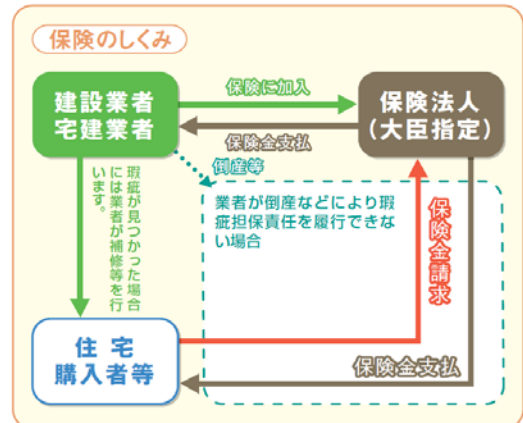 保険のしくみ
建設業者
宅建業者
保険に加入
保険金支払
保険法人
(大臣指定)
倒産等
瑕疵が見つかった場合
には業者が補修等を行
います。
業者が倒産などにより瑕
疵担保責任を履行できな
い場合
保険金請求
住宅
購入者等
保険金支払